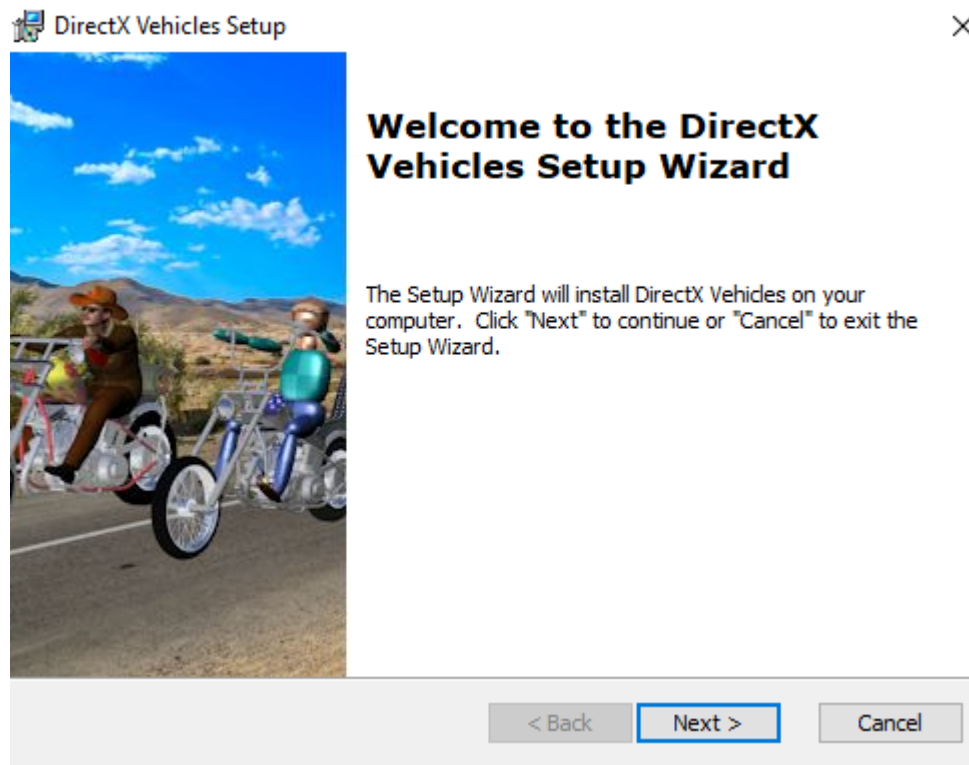 DirectX Vehicles Setup
Welcome to the DirectX
Vehicles Setup Wizard
The Setup Wizard will install DirectX Vehicles on your
computer.  Click "Next" to continue or "Cancel" to exit the
Setup Wizard.
< Back
Next >
Cancel